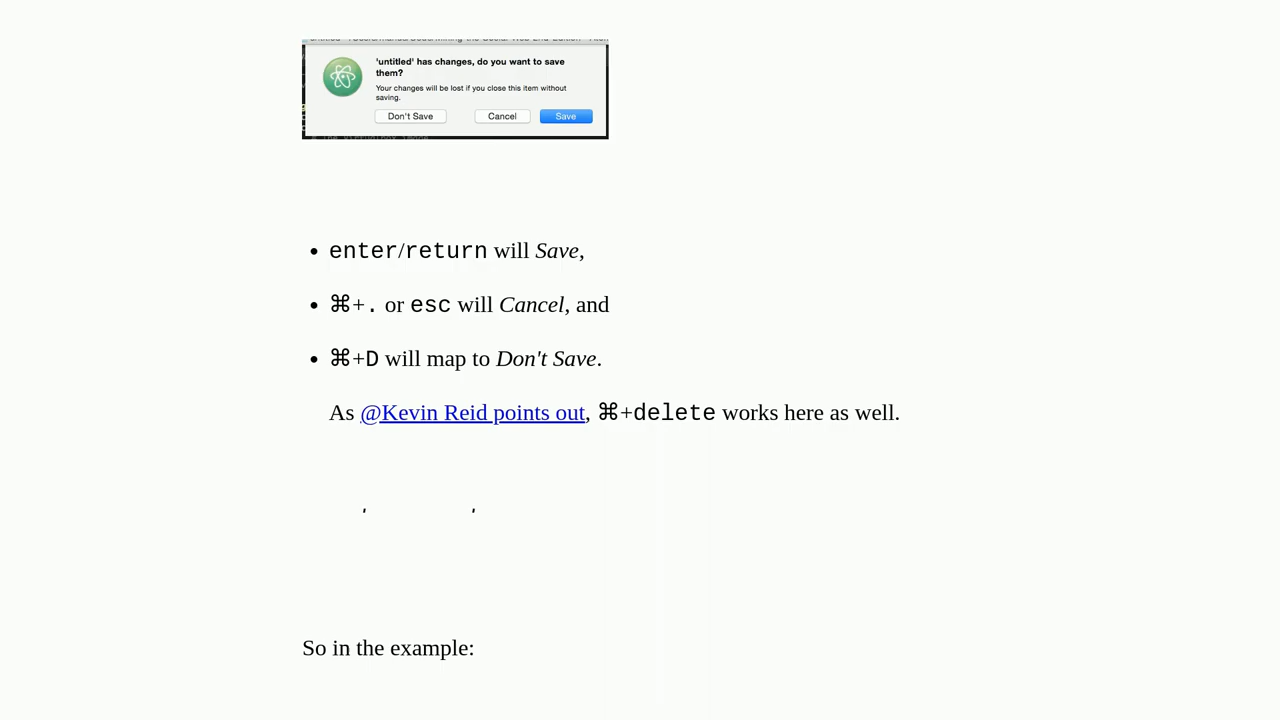 'untitled' has changes, do you want to save
them?
Your changes will be lost if you close this item without
saving.
Don't Save Cancel Save
• enter/return will Save,
• ⌘+. or esc will Cancel, and
• ⌘+D will map to Don't Save.
As @Kevin Reid points out, ⌘+delete works here as well.
So in the example: